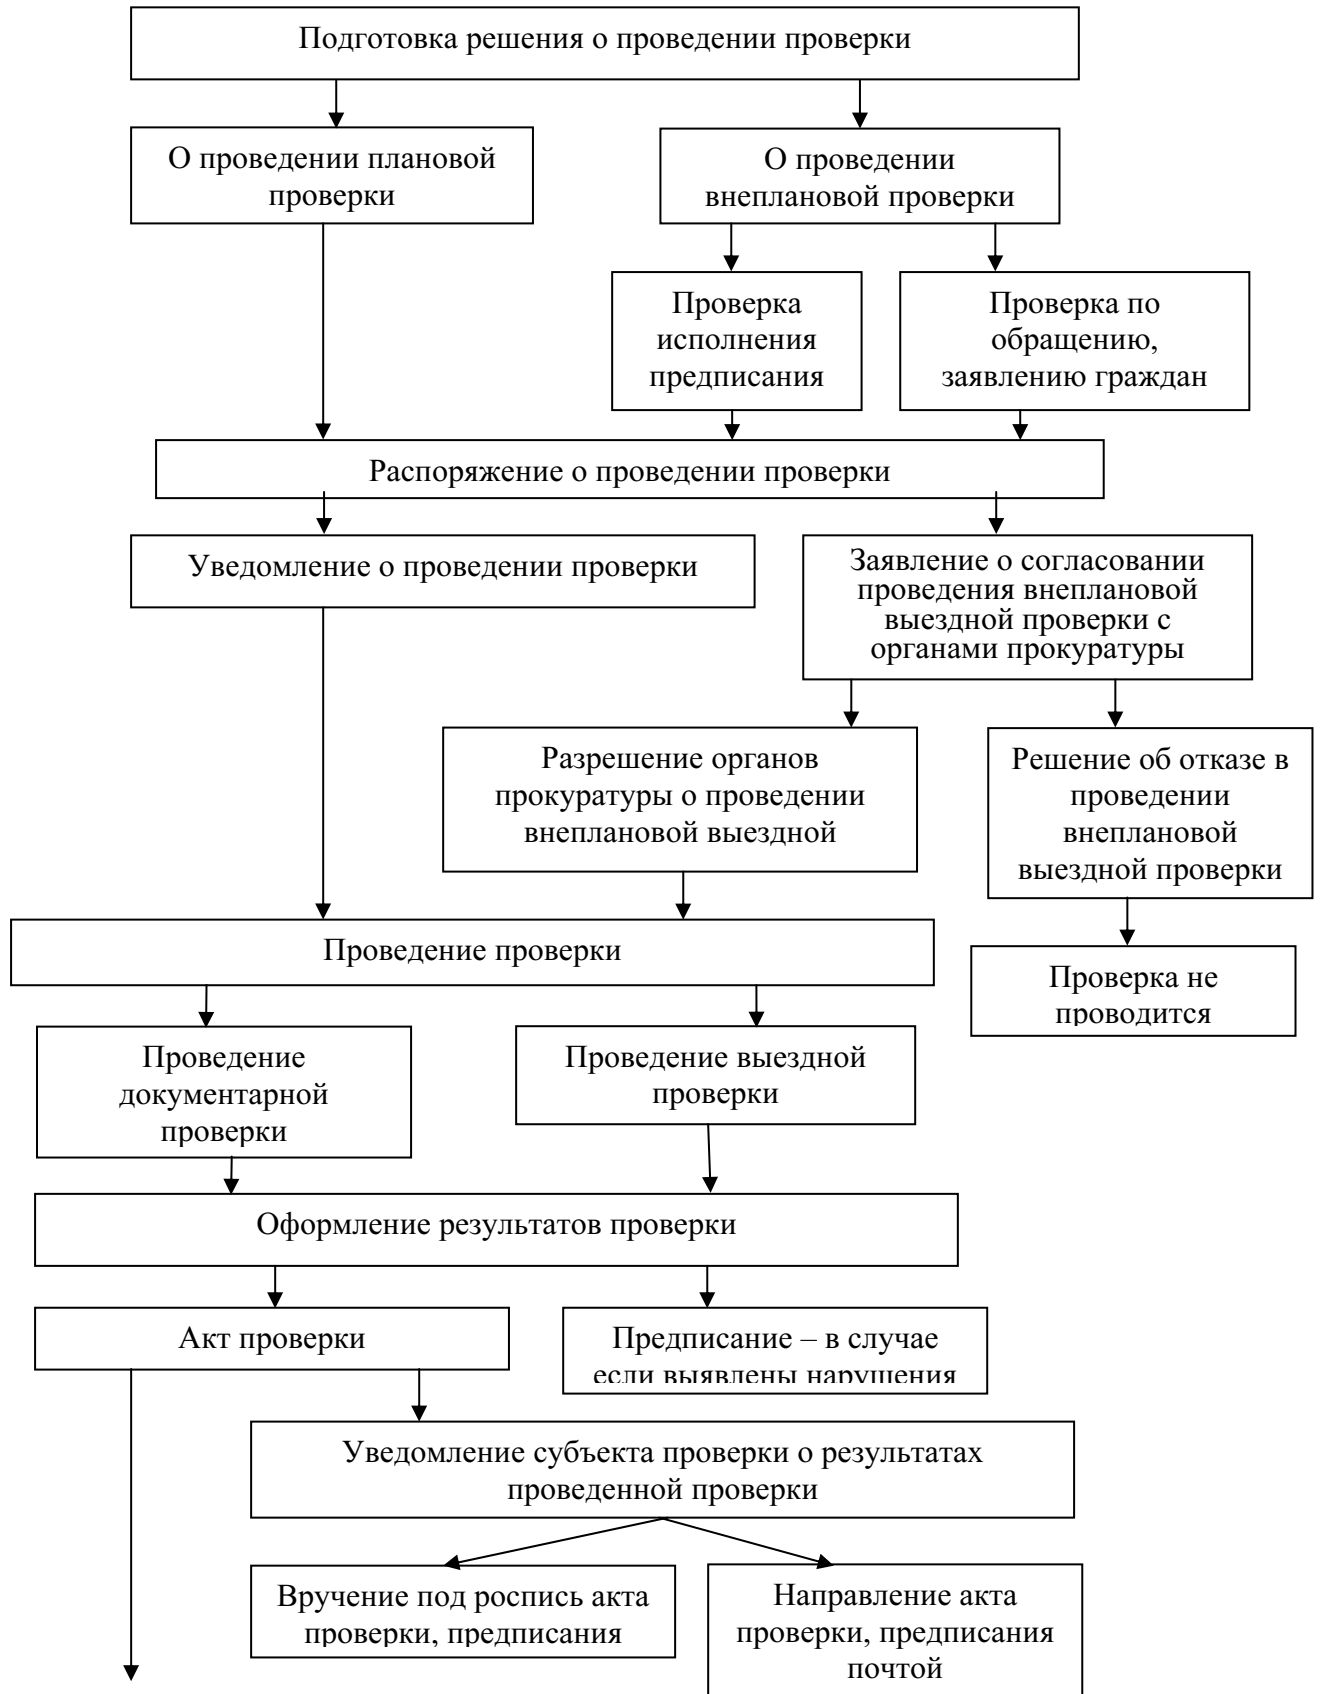 Подготовка решения о проведении проверки
О проведении плановой
проверки
О проведении
внеплановой проверки
Проверка
исполнения
предписания
Проверка по
обращению,
заявлению граждан
Распоряжение о проведении проверки
Уведомление о проведении проверки
Заявление о согласовании
проведения внеплановой
выездной проверки с
органами прокуратуры
Разрешение органов
прокуратуры о проведении
внеплановой выездной
Решение об отказе в
проведении
внеплановой
выездной проверки
Проведение проверки
Проверка не
проводится
Проведение
документарной
проверки
Проведение выездной
проверки
Оформление результатов проверки
Акт проверки
Предписание – в случае
если выявлены нарушения
Уведомление субъекта проверки о результатах
проведенной проверки
Вручение под роспись акта
проверки, предписания
Направление акта
проверки, предписания
почтой